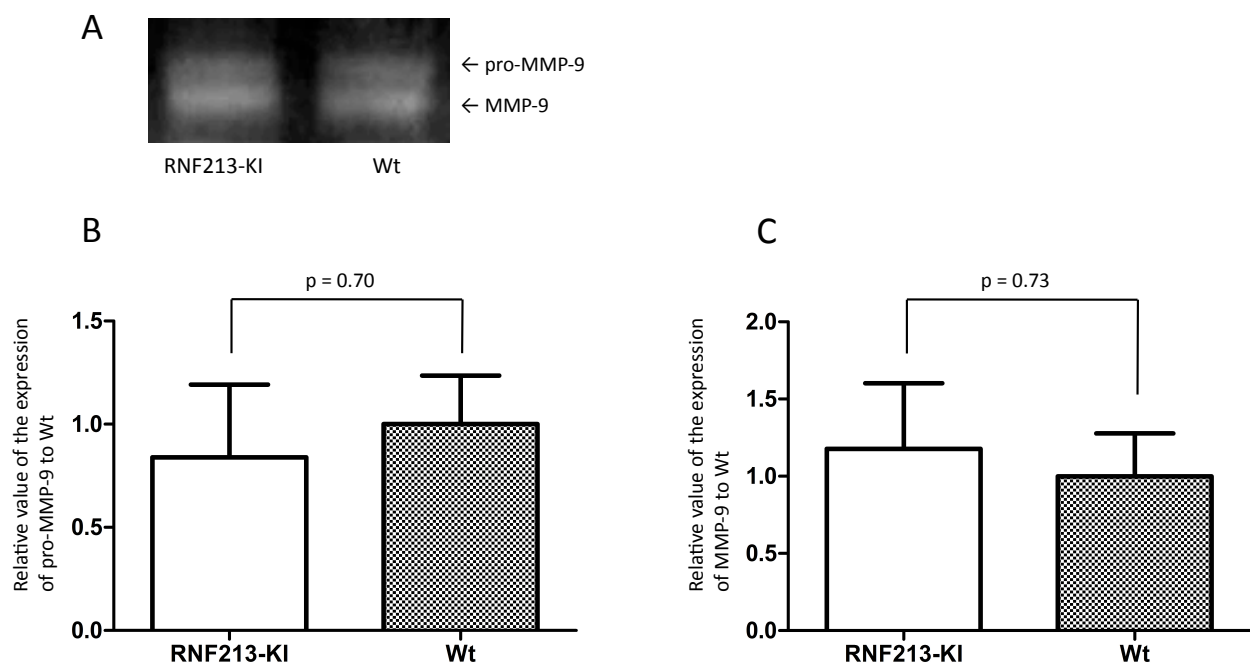 A
← pro-MMP-9
← MMP-9
RNF213-KI
Wt
B
p = 0.70
Relative value of the expression
of pro-MMP-9 to Wt
1.5
1.0
0.5
0.0
RNF213-KI
Wt
C
p = 0.73
Relative value of the expression
of MMP-9 to Wt
2.0
1.5
1.0
0.5
0.0
RNF213-KI
Wt